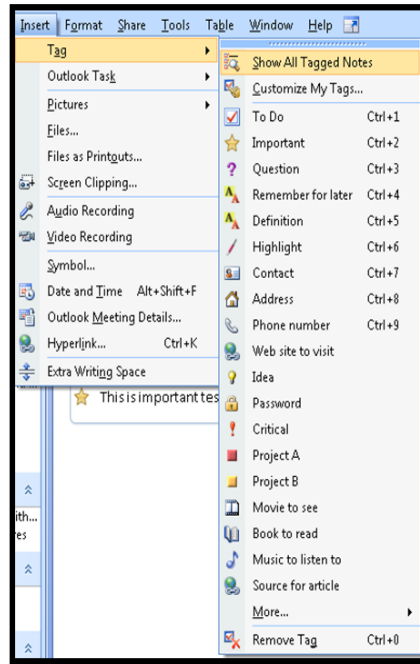 Insert Format Share Tools Table Window Help
Tag
Outlook Task
Pictures
Files...
Files as Printouts...
Screen Clipping...
Audio Recording
Video Recording
Symbol...
Date and Time Alt+Shift+F
Outlook Meeting Details...
Hyperlink... Ctrl+K
Extra Writing Space
This is important tes
ith...
es
Show All Tagged Notes
Customize My Tags...
To Do Ctrl+1
Important Ctrl+2
Question Ctrl+3
Remember for later Ctrl+4
Definition Ctrl+5
Highlight Ctrl+6
Contact Ctrl+7
Address Ctrl+8
Phone number Ctrl+9
Web site to visit
Idea
Password
Critical
Project A
Project B
Movie to see
Book to read
Music to listen to
Source for article
More...
Remove Tag Ctrl+0